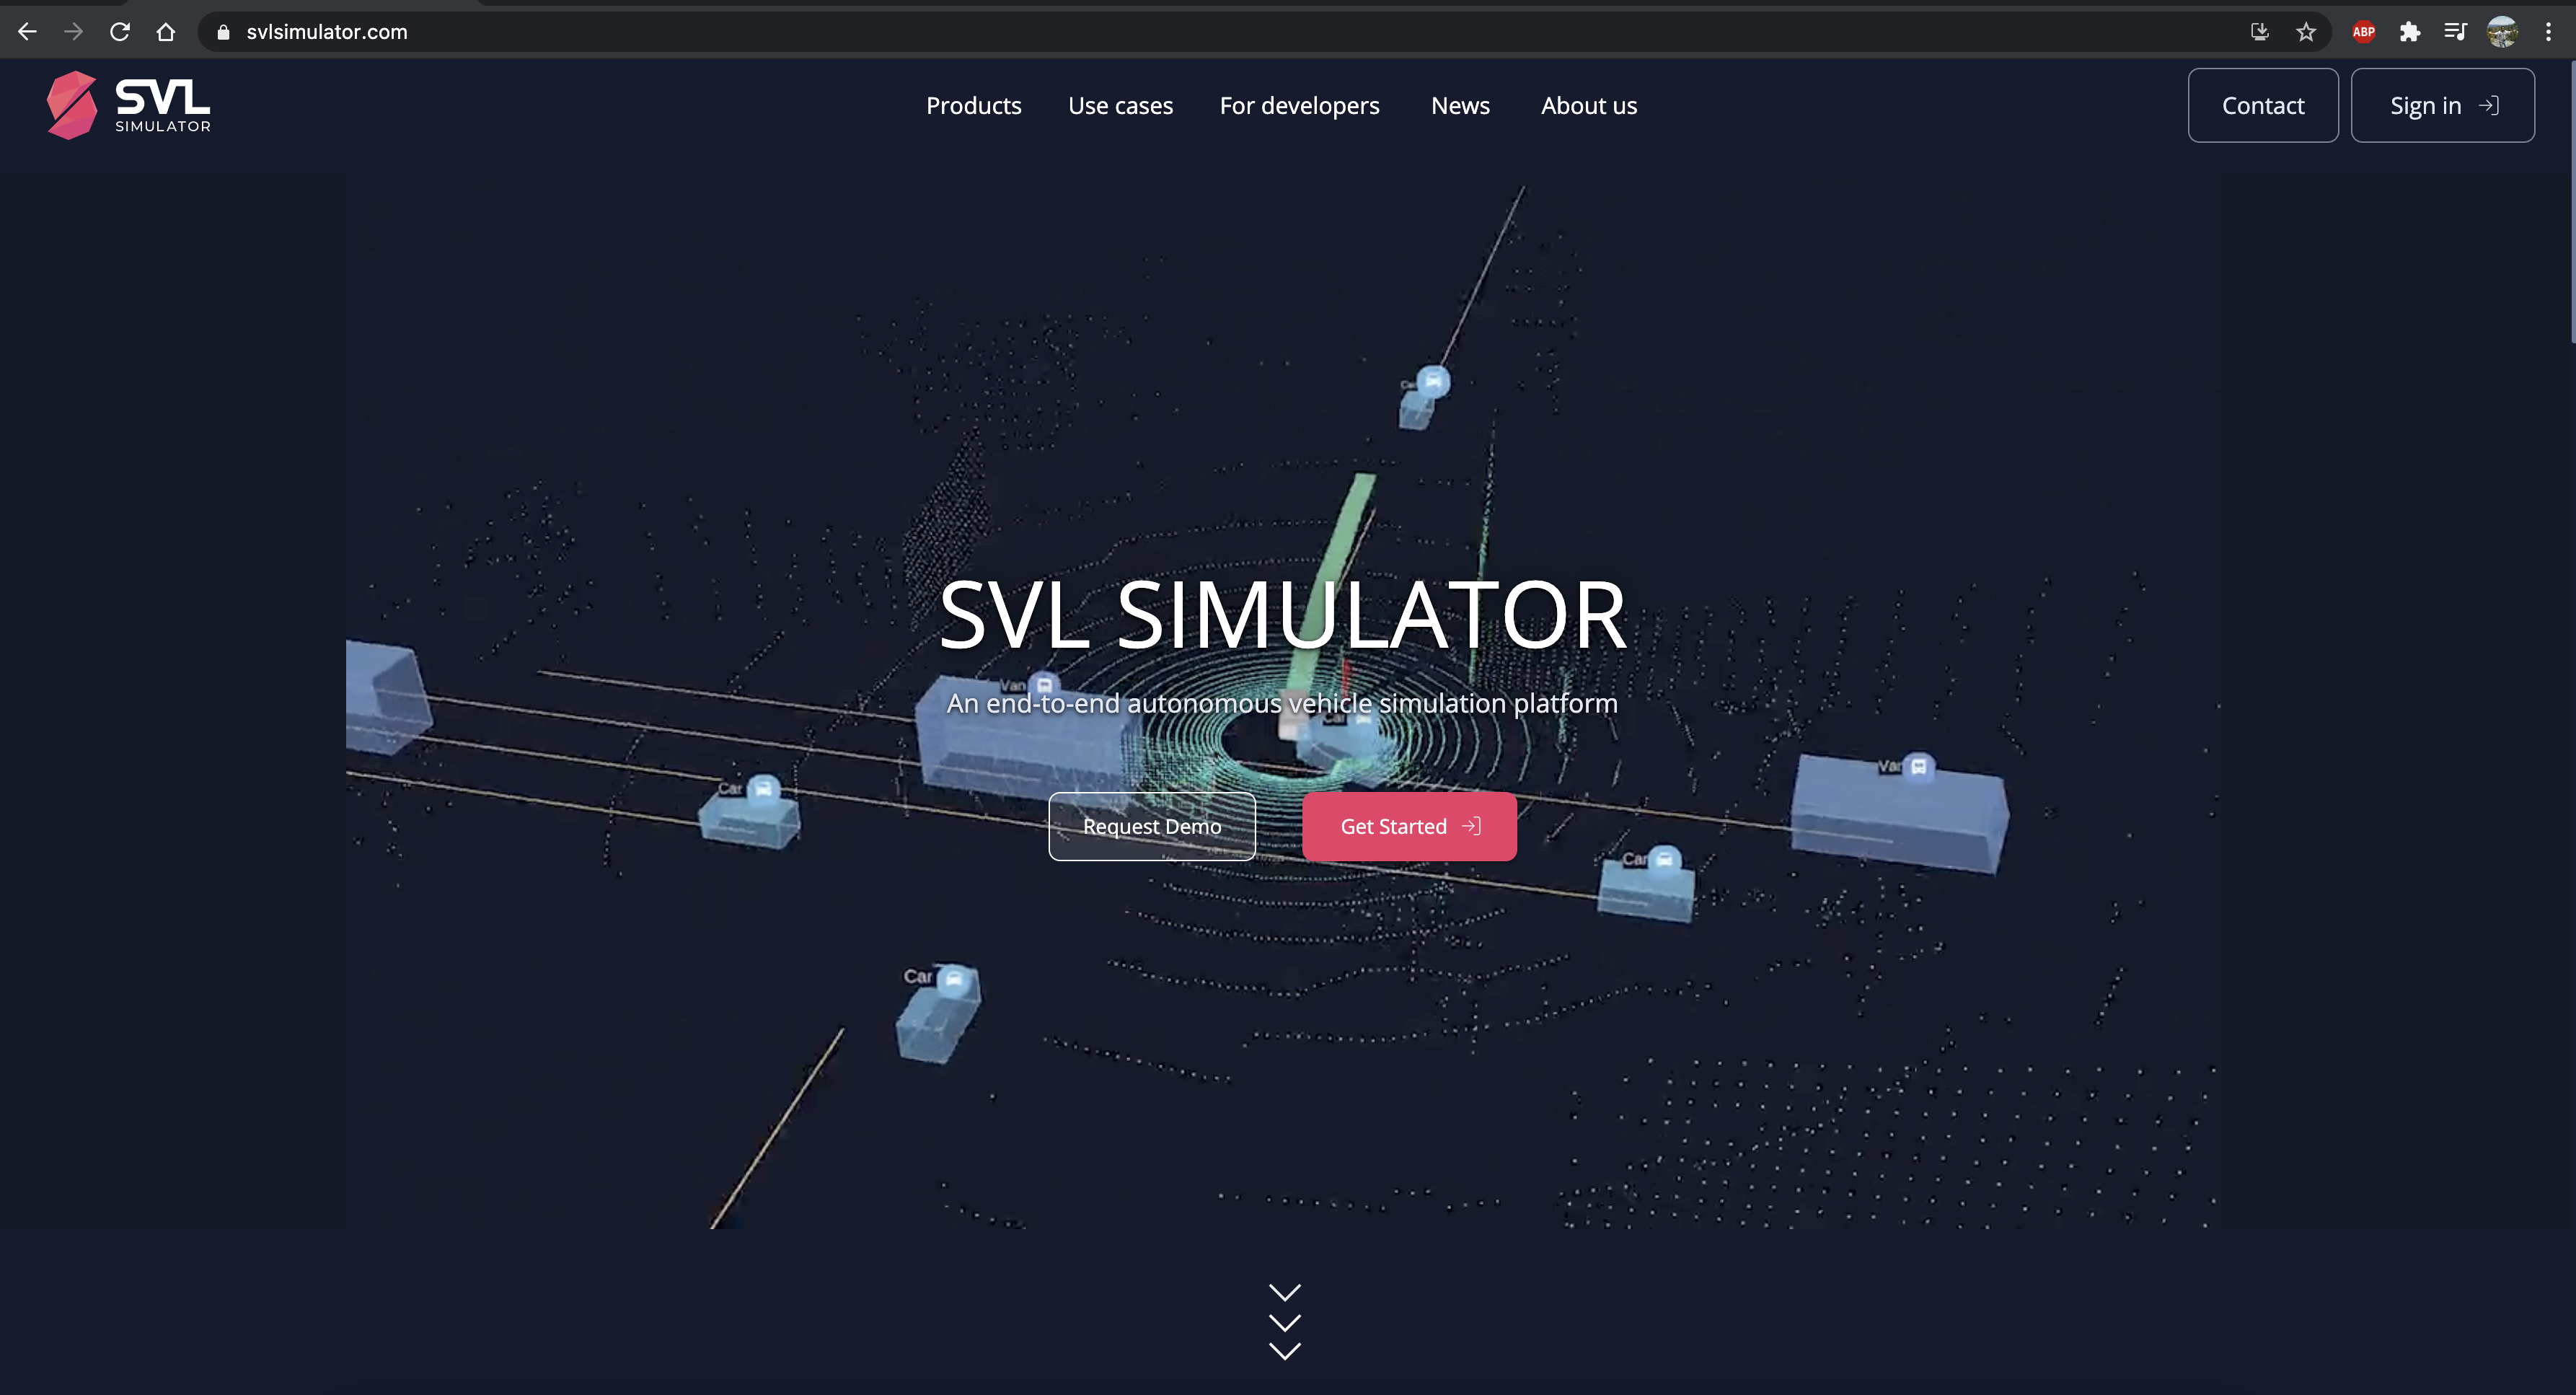 svlsimulator.com
ABP
SVL
SIMULATOR
Products
Use cases
For developers
News
About us
Contact
Sign in
Car
SVL SIMULATOR
Van
An end-to-end autonomous vehicle simulation platform
Car
Van
Car
Request Demo
Get Started
Car
Car